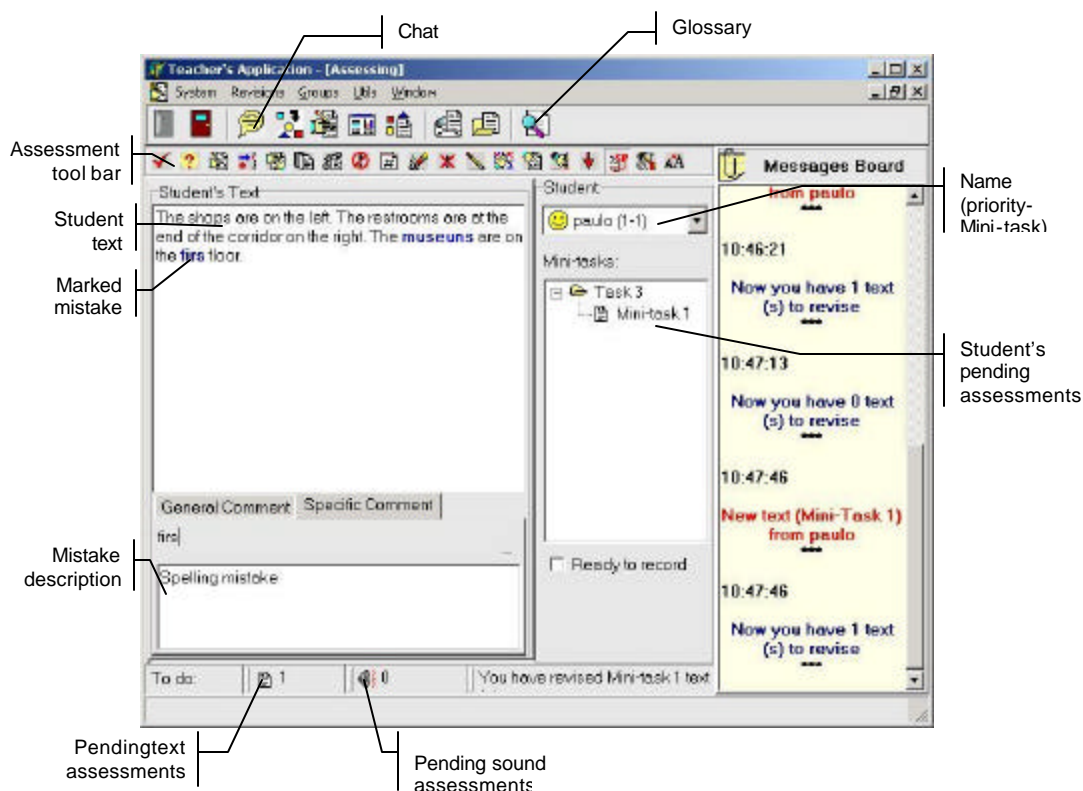 Chat
Glossary
Teacher's Application - [Assessing]
System Revisions Groups Utils Window
Assessment
tool bar
Messages Board
Student's Text
Student
Name
(priority-
Mini-task)
Student
text
The shops are on the left. The restrooms are at the
end of the corridor on the right. The museuns are on
the firs floor.
paulo (1-1)
from paulo
***
10:46:21
Mini-tasks:
Marked
mistake
Task 3
Mini-task 1
Now you have 1 text
(s) to revise
***
Student's
pending
assessments
10:47:13
Now you have 0 text
(s) to revise
***
10:47:46
General Comment Specific Comment
New text (Mini-Task 1)
from paulo
***
firs
Mistake
description
Spelling mistake
Ready to record
10:47:46
Now you have 1 text
(s) to revise
***
To do: 1 0 You have revised Mini-task 1 text
Pendingtext
assessments
Pending sound
assessments